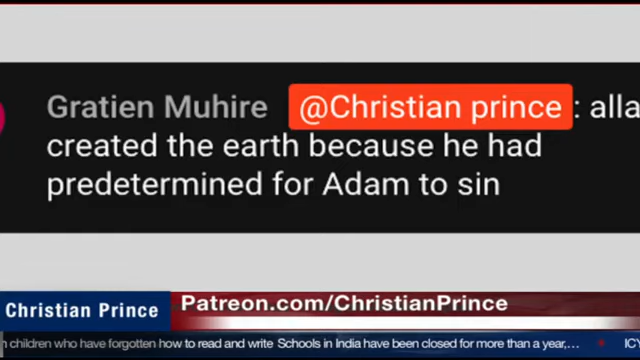 Gratien Muhire @Christian prince : alla
created the earth because he had
predetermined for Adam to sin
Christian Prince Patreon.com/ChristianPrince
n children who have forgotten how to read and write Schools in India have been closed for more than a year,... ICY